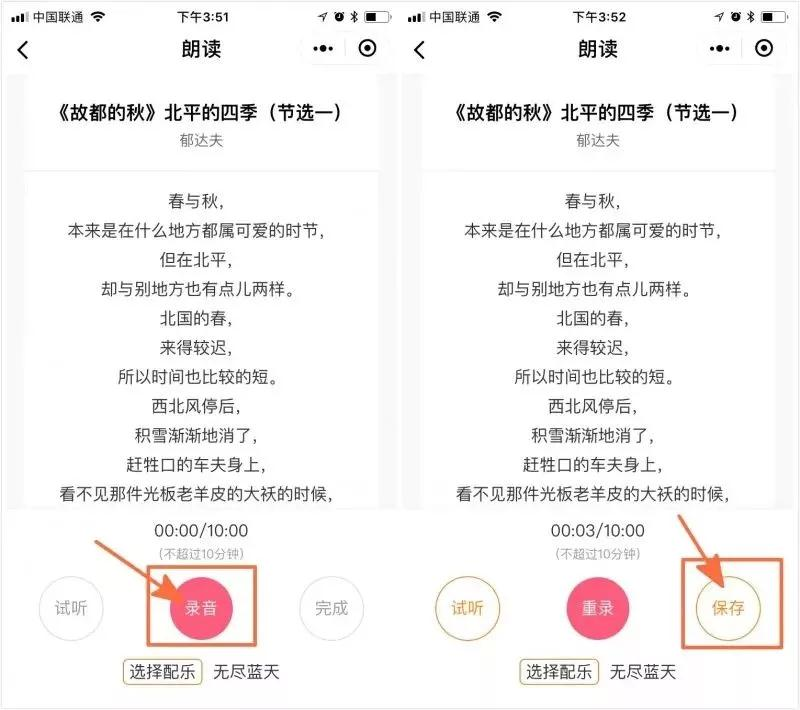 中国联通 下午3:51
朗读
《故都的秋》北平的四季（节选一）
郁达夫
春与秋，
本来是在什么地方都属可爱的时节，
但在北平，
却与别地方也有点儿两样。
北国的春，
来得较迟，
所以时间也比较的短。
西北风停后，
积雪渐渐地消了，
赶牲口的车夫身上，
看不见那件光板老羊皮的大袄的时候，
00:00/10:00
（不超过10分钟）
试听 录音 完成
选择配乐 无尽蓝天
中国联通 下午3:52
朗读
《故都的秋》北平的四季（节选一）
郁达夫
春与秋，
本来是在什么地方都属可爱的时节，
但在北平，
却与别地方也有点儿两样。
北国的春，
来得较迟，
所以时间也比较的短。
西北风停后，
积雪渐渐地消了，
赶牲口的车夫身上，
看不见那件光板老羊皮的大袄的时候，
00:03/10:00
（不超过10分钟）
试听 重录 保存
选择配乐 无尽蓝天